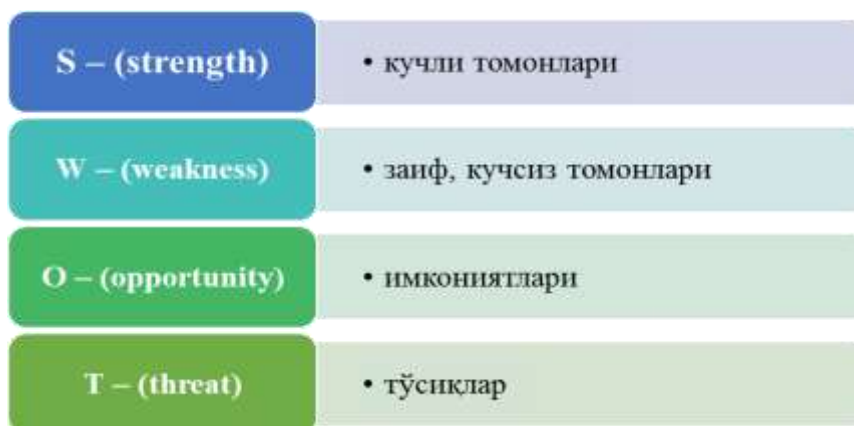 S – (strength)
• кучли томонлари
W – (weakness)
• заиф, кучсиз томонлари
O – (opportunity)
• имкониятлари
T – (threat)
• тўсиқлар